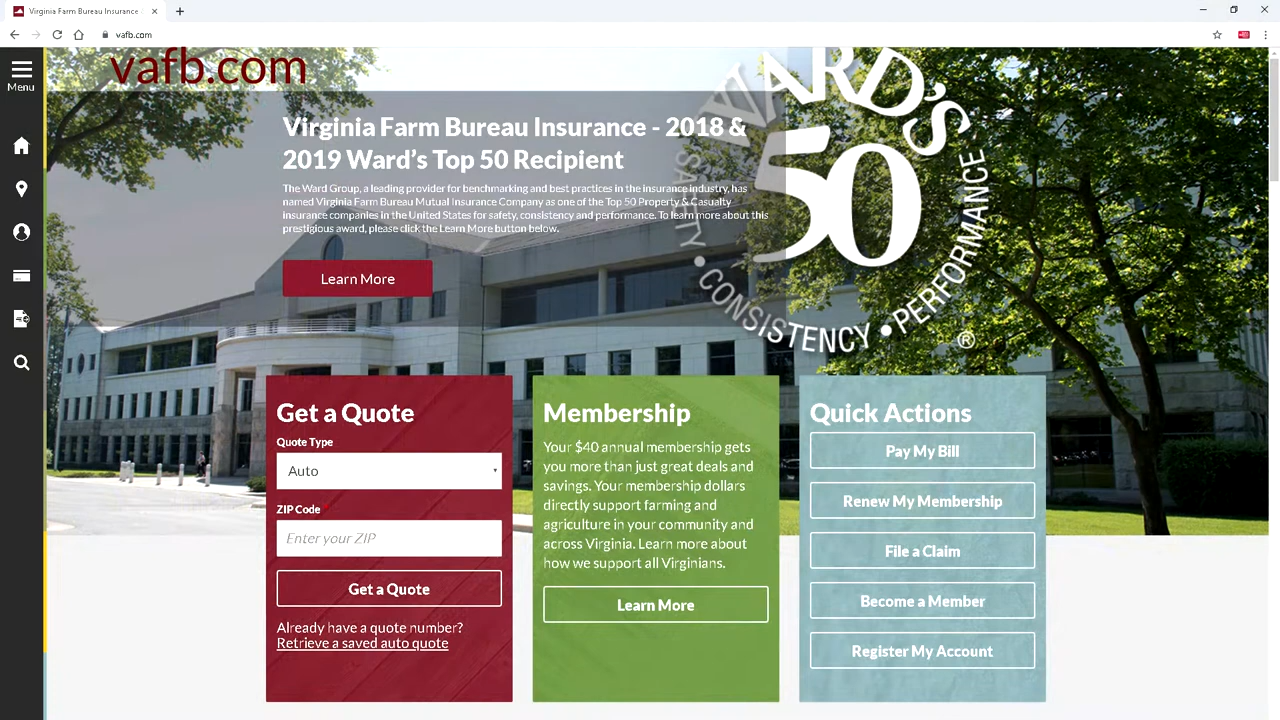 Virginia Farm Bureau Insurance
vafb.com
Menu
vafb.com
Virginia Farm Bureau Insurance - 2018 &
2019 Ward's Top 50 Recipient
The Ward Group, a leading provider for benchmarking and best practices in the insurance industry, has
named Virginia Farm Bureau Mutual Insurance Company as one of the Top 50 Property & Casualty
insurance companies in the United States for safety, consistency and performance. To learn more about this
prestigious award, please click the Learn More button below.
Learn More
WARD'S
50
SAFETY • CONSISTENCY • PERFORMANCE
®
Get a Quote
Quote Type
Auto
ZIP Code *
Enter your ZIP
Get a Quote
Already have a quote number?
Retrieve a saved auto quote
Membership
Your $40 annual membership gets
you more than just great deals and
savings. Your membership dollars
directly support farming and
agriculture in your community and
across Virginia. Learn more about
how we support all Virginians.
Learn More
Quick Actions
Pay My Bill
Renew My Membership
File a Claim
Become a Member
Register My Account